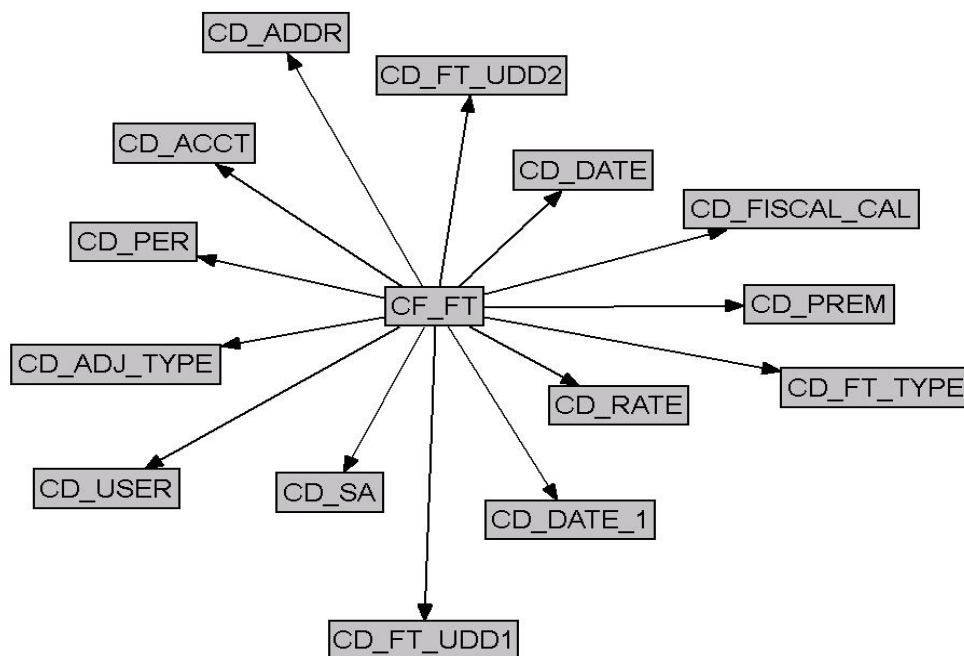 CD_ADDR
CD_FT_UDD2
CD_ACCT
CD_DATE
CD_FISCAL_CAL
CD_PER
CF_FT
CD_PREM
CD_ADJ_TYPE
CD_FT_TYPE
CD_RATE
CD_USER
CD_SA
CD_DATE_1
CD_FT_UDD1